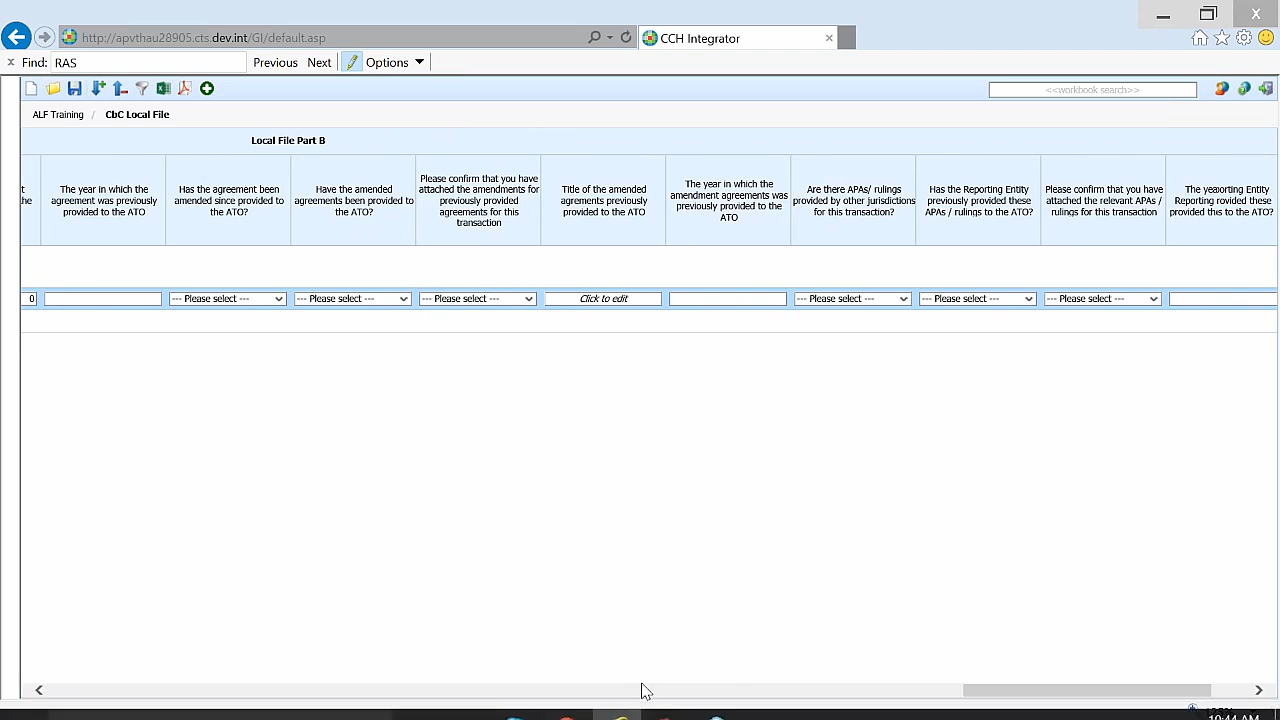 http://apvthau28905.cts.dev.int/GI/default.asp
CCH Integrator
Find: RAS Previous Next Options
<<workbook search>>
ALF Training / CbC Local File
Local File Part B
t
he
The year in which the
agreement was previously
provided to the ATO
Has the agreement been
amended since provided to
the ATO?
Have the amended
agreements been provided to
the ATO?
Please confirm that you have
attached the amendments for
previously provided
agreements for this
transaction
Title of the amended
agreements previously
provided to the ATO
The year in which the
amendment agreements was
previously provided to the
ATO
Are there APAs/ rulings
provided by other jurisdictions
for this transaction?
Has the Reporting Entity
previously provided these
APAs / rulings to the ATO?
Please confirm that you have
attached the relevant APAs /
rulings for this transaction
The yeaorting Entity
Reporting rovided these
provided this to the ATO?
0 --- Please select --- --- Please select --- --- Please select --- Click to edit --- Please select --- --- Please select --- --- Please select ---
125%
10:44 AM